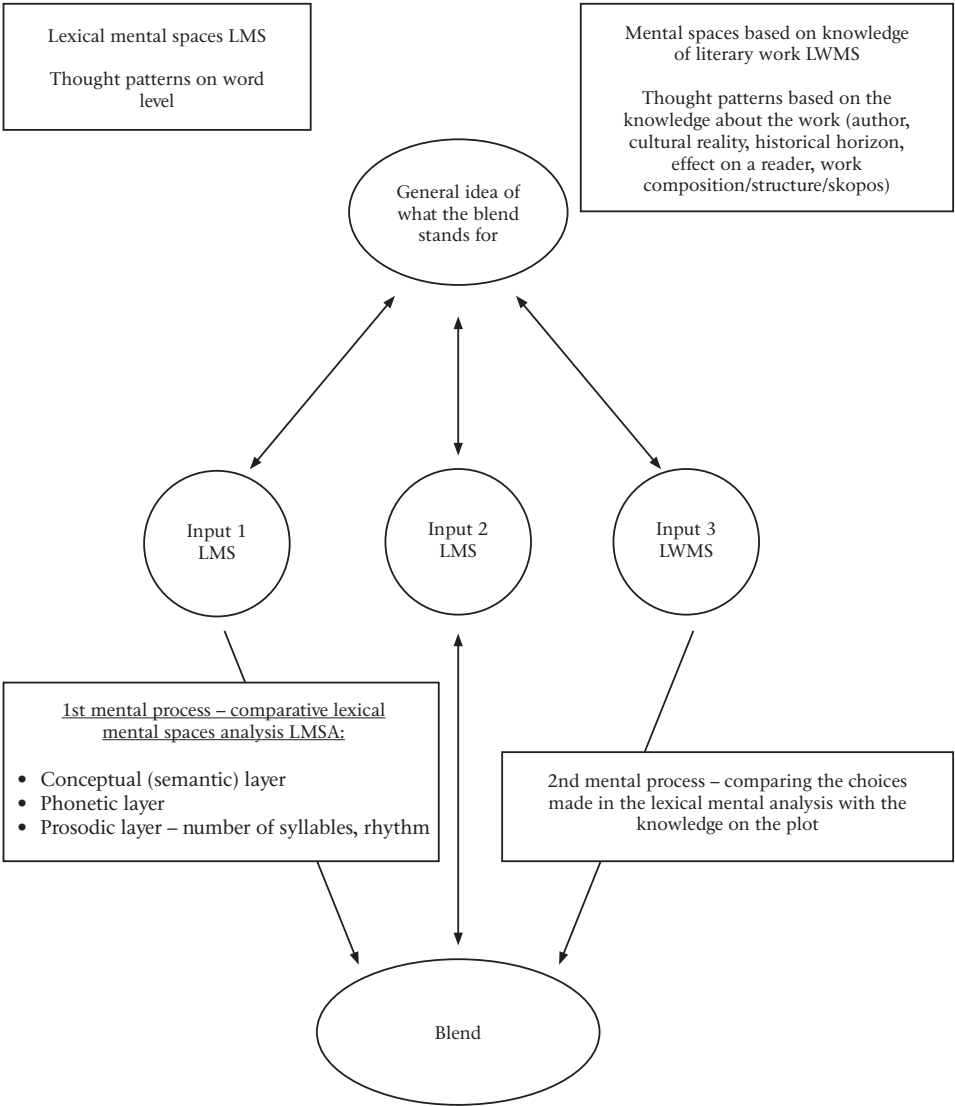 Lexical mental spaces LMS
Thought patterns on word
level
Mental spaces based on knowledge
of literary work LWMS
Thought patterns based on the
knowledge about the work (author,
cultural reality, historical horizon,
effect on a reader, work
composition/structure/skopos)
General idea of
what the blend
stands for
Input 1
LMS
Input 2
LMS
Input 3
LWMS
1st mental process – comparative lexical
mental spaces analysis LMSA:
• Conceptual (semantic) layer
• Phonetic layer
• Prosodic layer – number of syllables, rhythm
2nd mental process – comparing the choices
made in the lexical mental analysis with the
knowledge on the plot
Blend